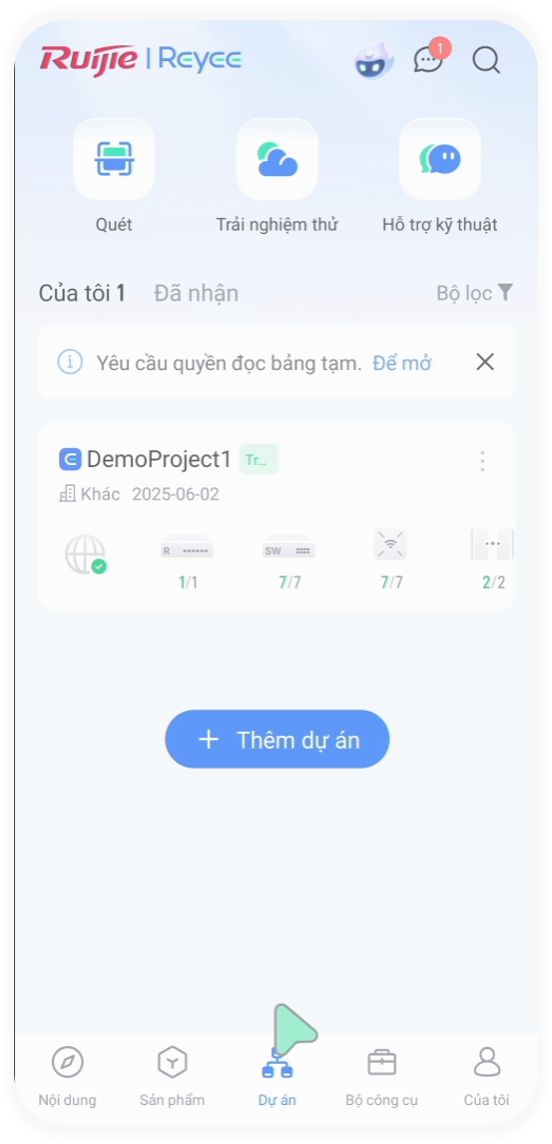 Ruijie | Reyee
1
Quét
Trải nghiệm thử
Hỗ trợ kỹ thuật
Của tôi 1
Đã nhận
Bộ lọc
Yêu cầu quyền đọc bảng tạm. Để mở
DemoProject1 Tr...
Khác 2025-06-02
R
SW
1/1
7/7
7/7
2/2
+ Thêm dự án
Nội dung
Sản phẩm
Dự án
Bộ công cụ
Của tôi